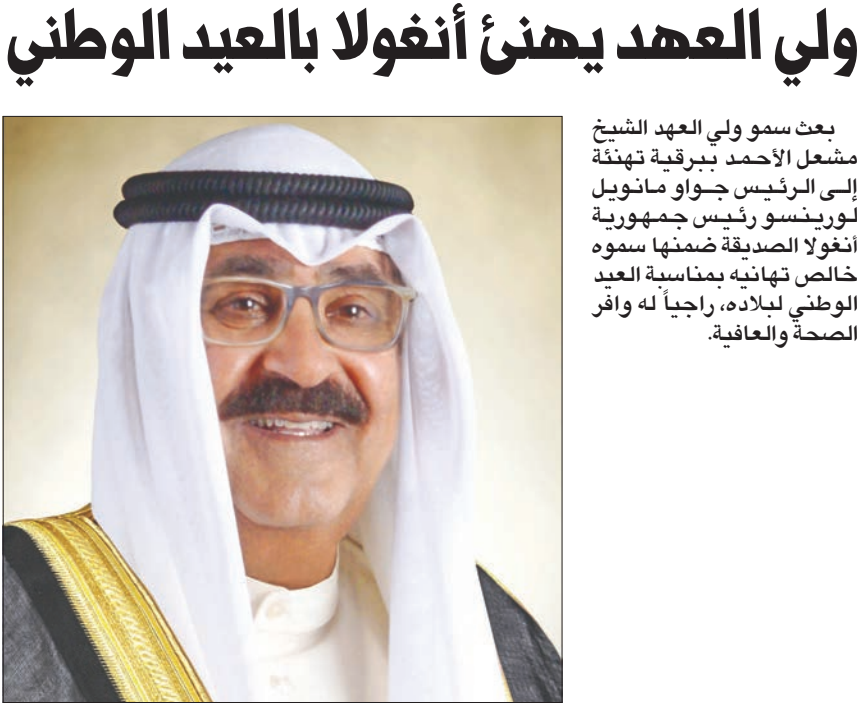 ولي العهد يهنئ أنغولا بالعيد الوطني
بعث سمو ولي العهد الشيخ
مشعل الأحمد ببرقية تهنئة
إلى الرئيس جواو مانويل
لورينسو رئيس جمهورية
أنغولا الصديقة ضمنها سموه
خالص تهانيه بمناسبة العيد
الوطني لبلاده، راجياً له وافر
الصحة والعافية.